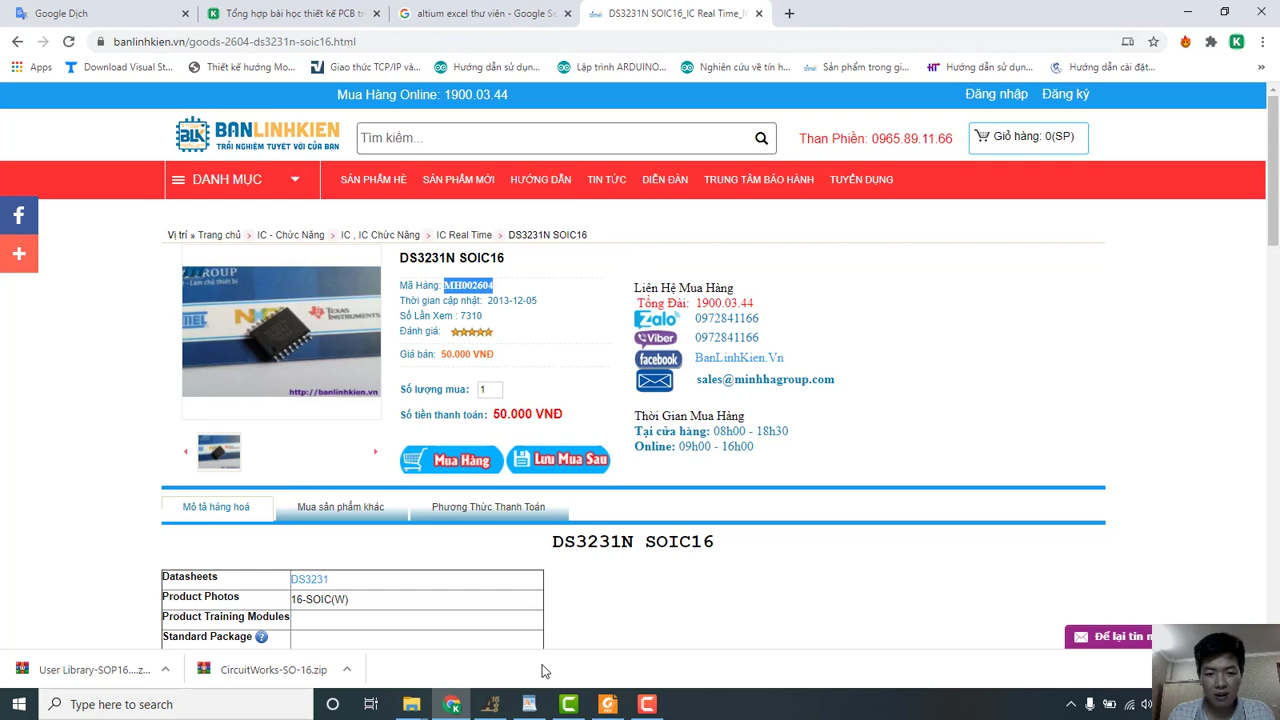 Google Dịch
Tổng hợp bài thiết kế PCB tr
altium excel thư viên - Google Se
DS3231N SOIC16_IC Real Time_IC
banlinhkien.vn/goods-2604-ds3231n-soic16.html
Apps
Download Visual St...
Thiết kế hướng Mo...
Giao thức TCP/IP và...
Hướng dẫn sử dụn...
Lập trình ARDUINO...
Nghiên cứu về tín h...
Sản phẩm trong gi...
Hướng dẫn sử dụn...
Hướng dẫn cài đặt...
Mua Hàng Online: 1900.03.44
Đăng nhập
Đăng ký
BLK
BANLINHKIEN
TRẢI NGHIỆM TUYỆT VỜI CỦA BẠN
Tìm kiếm...
Than Phiền: 0965.89.11.66
Giỏ hàng: 0(SP)
DANH MỤC
SẢN PHẨM HÈ
SẢN PHẨM MỚI
HƯỚNG DẪN
TIN TỨC
DIỄN ĐÀN
TRUNG TÂM BẢO HÀNH
TUYỂN DỤNG
Vị trí » Trang chủ > IC - Chức Năng > IC , IC Chức Năng > IC Real Time > DS3231N SOIC16
DS3231N SOIC16
Mã Hàng: MH002604
Thời gian cập nhật: 2013-12-05
Số Lần Xem : 7310
Đánh giá:
Giá bán: 50.000 VNĐ
Số lượng mua: 1
Số tiền thanh toán: 50.000 VNĐ
Mua Hàng
Lưu Mua Sau
TEXAS
INSTRUMENTS
http://banlinhkien.vn
Liên Hệ Mua Hàng
Tổng Đài: 1900.03.44
Zalo 0972841166
Viber 0972841166
facebook BanLinhKien.Vn
sales@minhhagroup.com
Thời Gian Mua Hàng
Tại cửa hàng: 08h00 - 18h30
Online: 09h00 - 16h00
Mô tả hàng hoá
Mua sản phẩm khác
Phương Thức Thanh Toán
DS3231N SOIC16
Datasheets DS3231
Product Photos 16-SOIC(W)
Product Training Modules
Standard Package ?
Để lại tin n
User Library-SOP16....z...
CircuitWorks-SO-16.zip
Type here to search